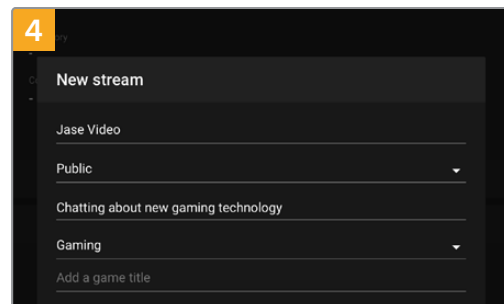 4
New stream
Jase Video
Public
Chatting about new gaming technology
Gaming
Add a game title